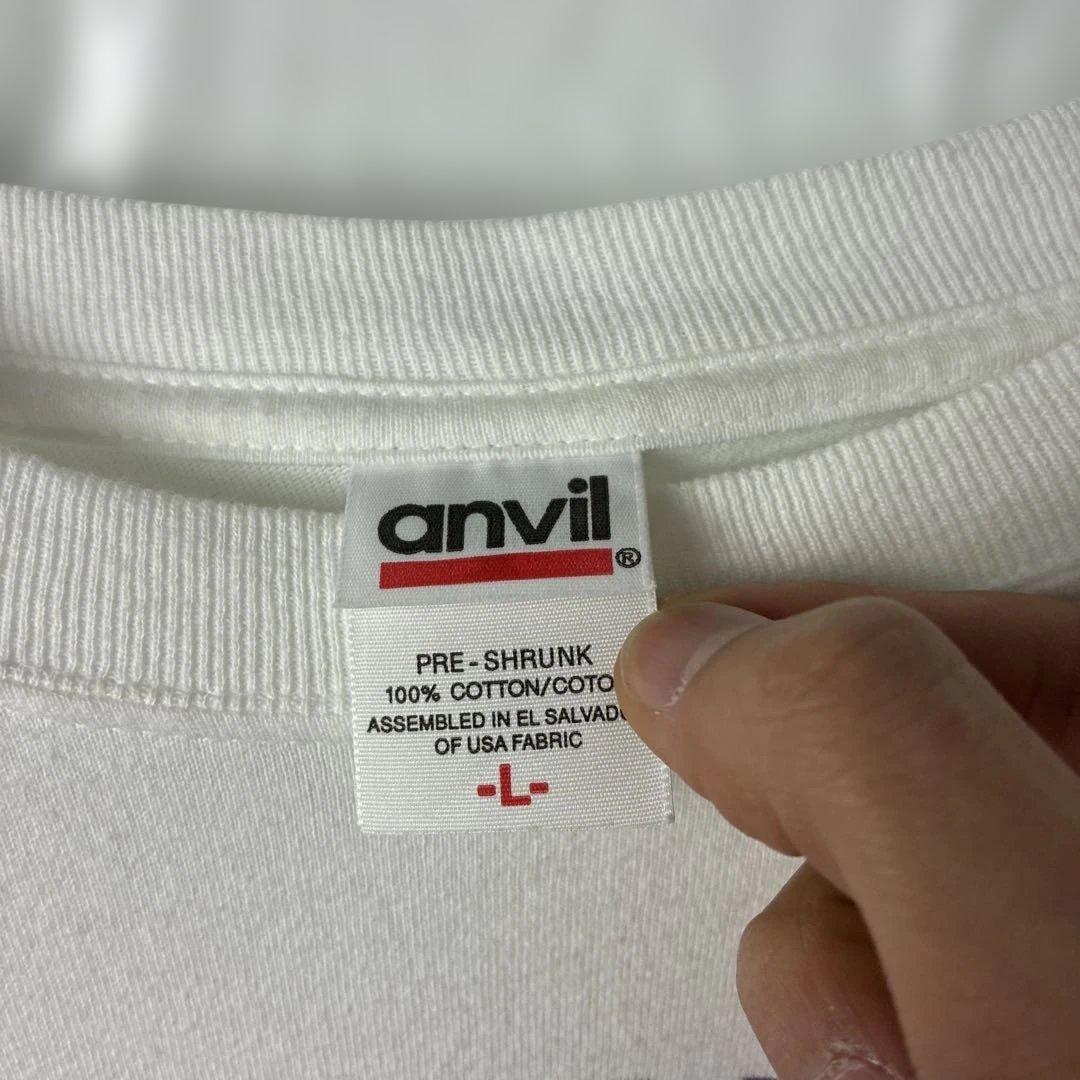 anvil®
PRE-SHRUNK
100% COTTON/COTO
ASSEMBLED IN EL SALVADO
OF USA FABRIC
-L-